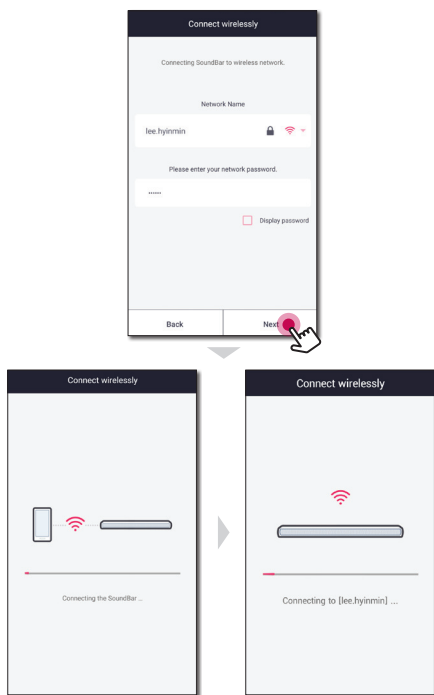 Connect wirelessly
Connecting SoundBar to wireless network.
Network Name
lee.hyinmin
Please enter your network password.
......
Display password
Back
Next
Connect wirelessly
Connecting the SoundBar ...
Connect wirelessly
Connecting to [lee.hyinmin] ...